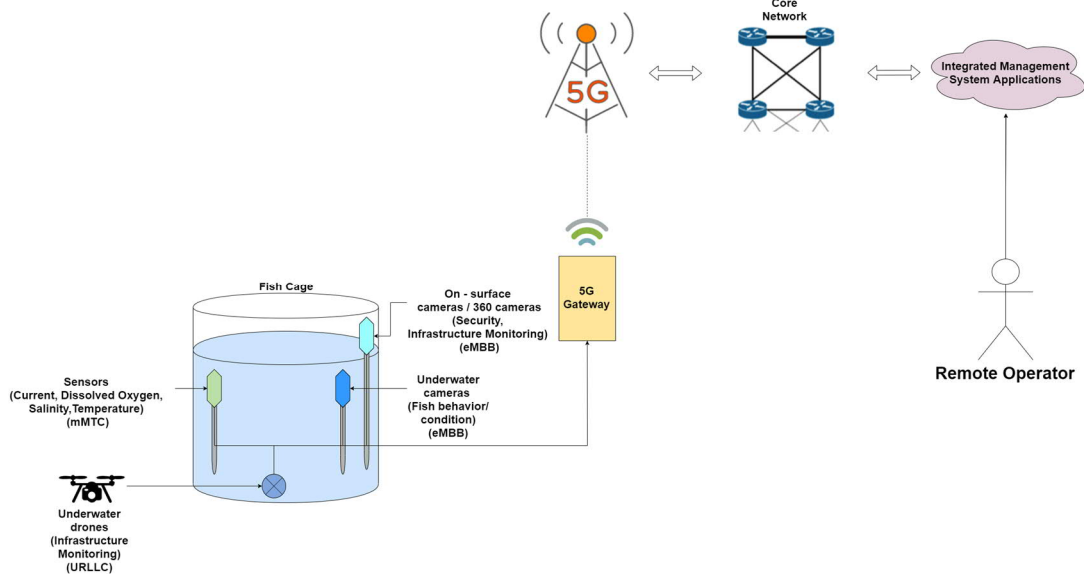 Core
Network
5G
Integrated Management
System Applications
5G
Gateway
Fish Cage
On - surface
cameras / 360 cameras
(Security,
Infrastructure Monitoring)
(eMBB)
Sensors
(Current, Dissolved Oxygen,
Salinity,Temperature)
(mMTC)
Underwater
cameras
(Fish behavior/
condition)
(eMBB)
Remote Operator
Underwater
drones
(Infrastructure
Monitoring)
(URLLC)